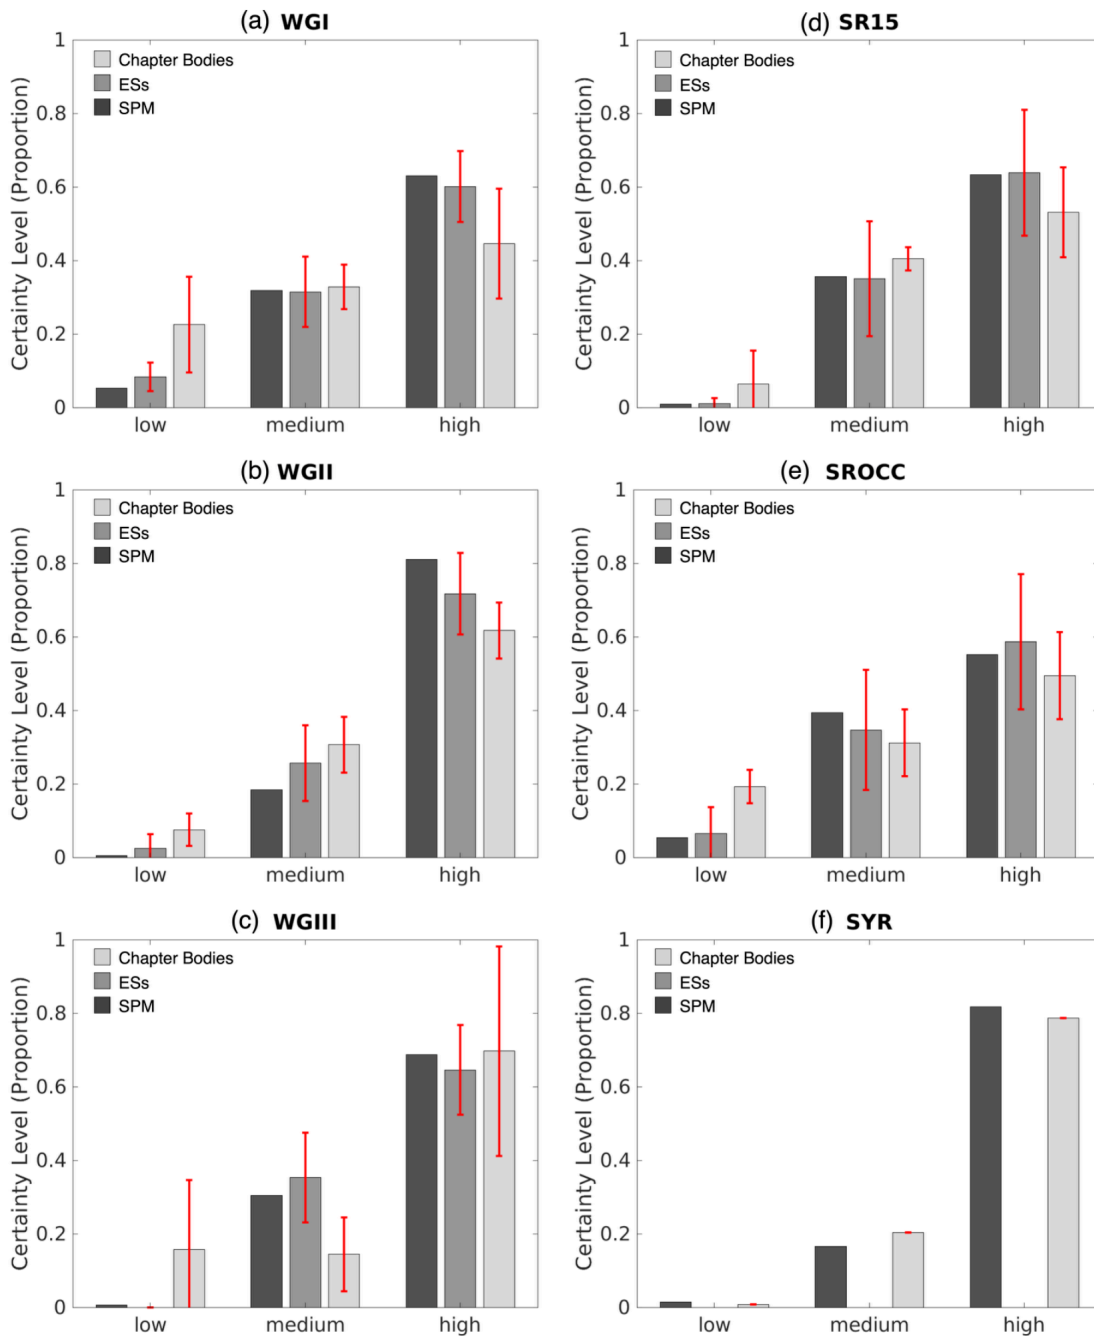 (a) WGI
1
0.8
0.6
0.4
0.2
0
Certainty Level (Proportion)
Chapter Bodies
ESs
SPM
low medium high
(d) SR15
1
0.8
0.6
0.4
0.2
0
Certainty Level (Proportion)
Chapter Bodies
ESs
SPM
low medium high
(b) WGII
1
0.8
0.6
0.4
0.2
0
Certainty Level (Proportion)
Chapter Bodies
ESs
SPM
low medium high
(e) SROCC
1
0.8
0.6
0.4
0.2
0
Certainty Level (Proportion)
Chapter Bodies
ESs
SPM
low medium high
(c) WGIII
1
0.8
0.6
0.4
0.2
0
Certainty Level (Proportion)
Chapter Bodies
ESs
SPM
low medium high
(f) SYR
1
0.8
0.6
0.4
0.2
0
Certainty Level (Proportion)
Chapter Bodies
ESs
SPM
low medium high